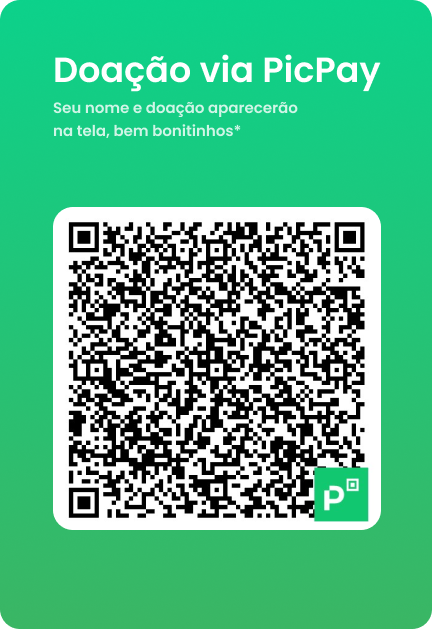 Doação via PicPay
Seu nome e doação aparecerão
na tela, bem bonitinhos*
P